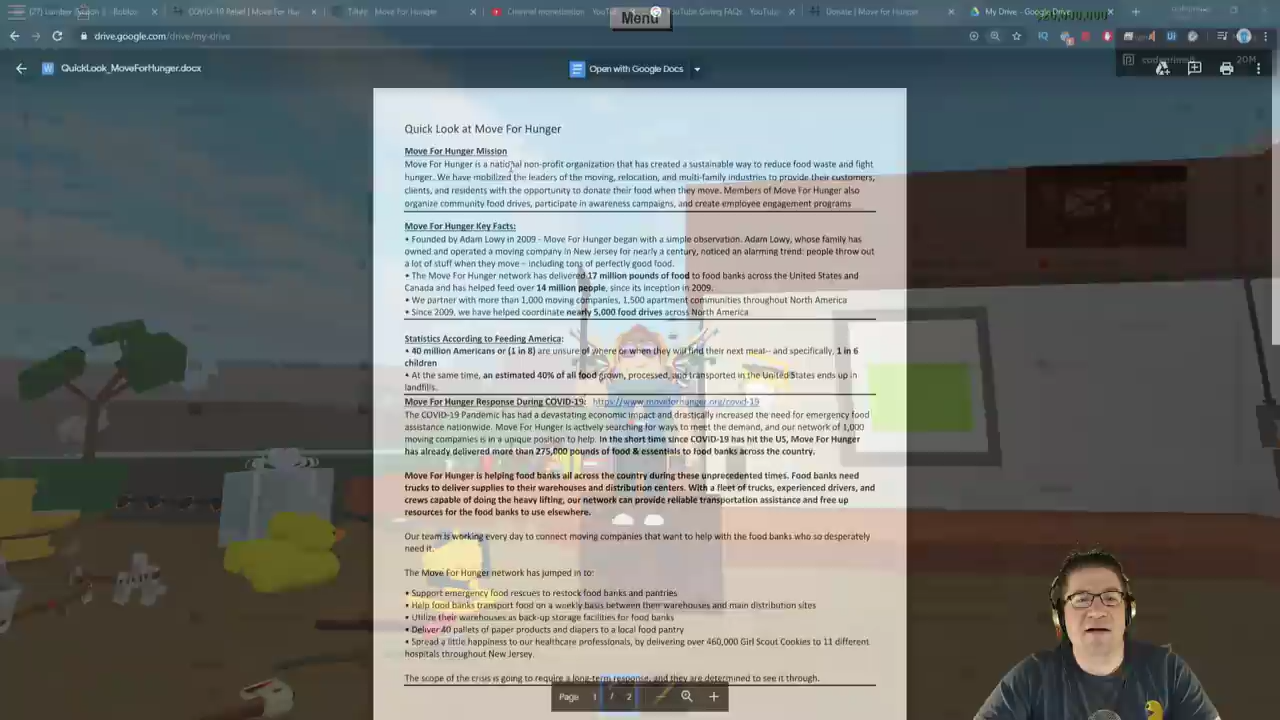 COVID-19 Relief | Move For Hu
Move For Hunger
Channel monetization
YouTube Giving FAQs
Donate | Move For Hunger
My Drive - Google Drive
Menu
drive.google.com/drive/my-drive
QuickLook_MoveForHunger.docx
Open with Google Docs
20M
Quick Look at Move For Hunger
Move For Hunger Mission
Move For Hunger is a national non-profit organization that has created a sustainable way to reduce food waste and fight
hunger. We have mobilized the leaders of the moving, relocation, and multi-family industries to provide their customers,
clients, and residents with the opportunity to donate their food when they move. Members of Move For Hunger also
organize community food drives, participate in awareness campaigns, and create employee engagement programs
Move For Hunger Key Facts:
• Founded by Adam Lowy in 2009 - Move For Hunger began with a simple observation. Adam Lowy, whose family has
owned and operated a moving company in New Jersey for nearly a century, noticed an alarming trend: people throw out
a lot of stuff when they move – including tons of perfectly good food.
• The Move For Hunger network has delivered 17 million pounds of food to food banks across the United States and
Canada and has helped feed over 14 million people, since its inception in 2009.
• We partner with more than 1,000 moving companies, 1,500 apartment communities throughout North America
• Since 2009, we have helped coordinate nearly 5,000 food drives across North America
Statistics According to Feeding America:
• 40 million Americans or (1 in 8) are unsure of where or when they will find their next meal-- and specifically, 1 in 6
children
• At the same time, an estimated 40% of all food grown, processed, and transported in the United States ends up in
landfills.
Move For Hunger Response During COVID-19: https://www.moveforhunger.org/covid-19
The COVID-19 Pandemic has had a devastating economic impact and drastically increased the need for emergency food
assistance nationwide. Move For Hunger is actively searching for ways to meet the demand, and our network of 1,000
moving companies is in a unique position to help. In the short time since COVID-19 has hit the US, Move For Hunger
has already delivered more than 275,000 pounds of food & essentials to food banks across the country.
Move For Hunger is helping food banks all across the country during these unprecedented times. Food banks need
trucks to deliver supplies to their warehouses and distribution centers. With a fleet of trucks, experienced drivers, and
crews capable of doing the heavy lifting, our network can provide reliable transportation assistance and free up
resources for the food banks to use elsewhere.
Our team is working every day to connect moving companies that want to help with the food banks who so desperately
need it.
The Move For Hunger network has jumped in to:
• Support emergency food rescues to restock food banks and pantries
• Help food banks transport food on a weekly basis between their warehouses and main distribution sites
• Utilize their warehouses as back-up storage facilities for food banks
• Deliver 40 pallets of paper products and diapers to a local food pantry
• Spread a little happiness to our healthcare professionals, by delivering over 460,000 Girl Scout Cookies to 11 different
hospitals throughout New Jersey.
The scope of the crisis is going to require a long-term response, and they are determined to see it through.
Page 1 / 2